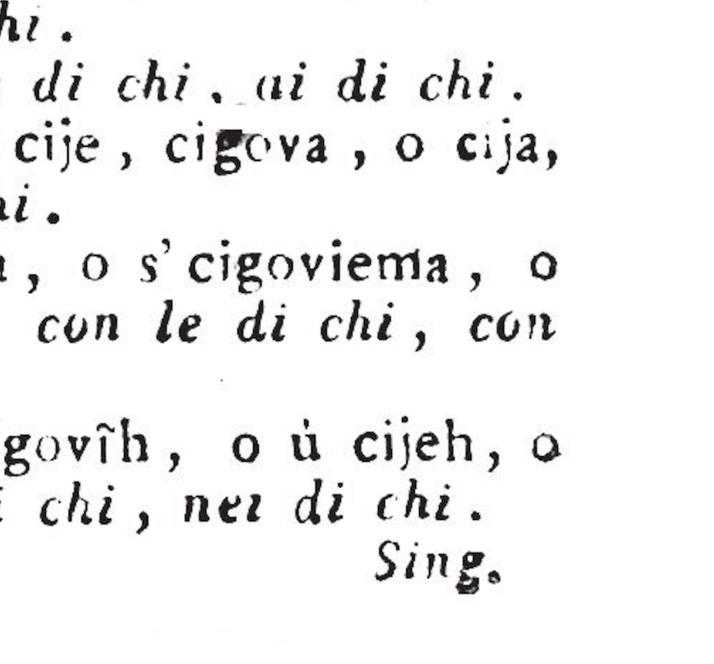 hi .
di chi . ai di chi .
cije , cigova , o cija,
hi .
, o s' cigoviema , o
con le di chi , con
govîh , o ù cijeh, o
chi , nei di chi .
Sing.